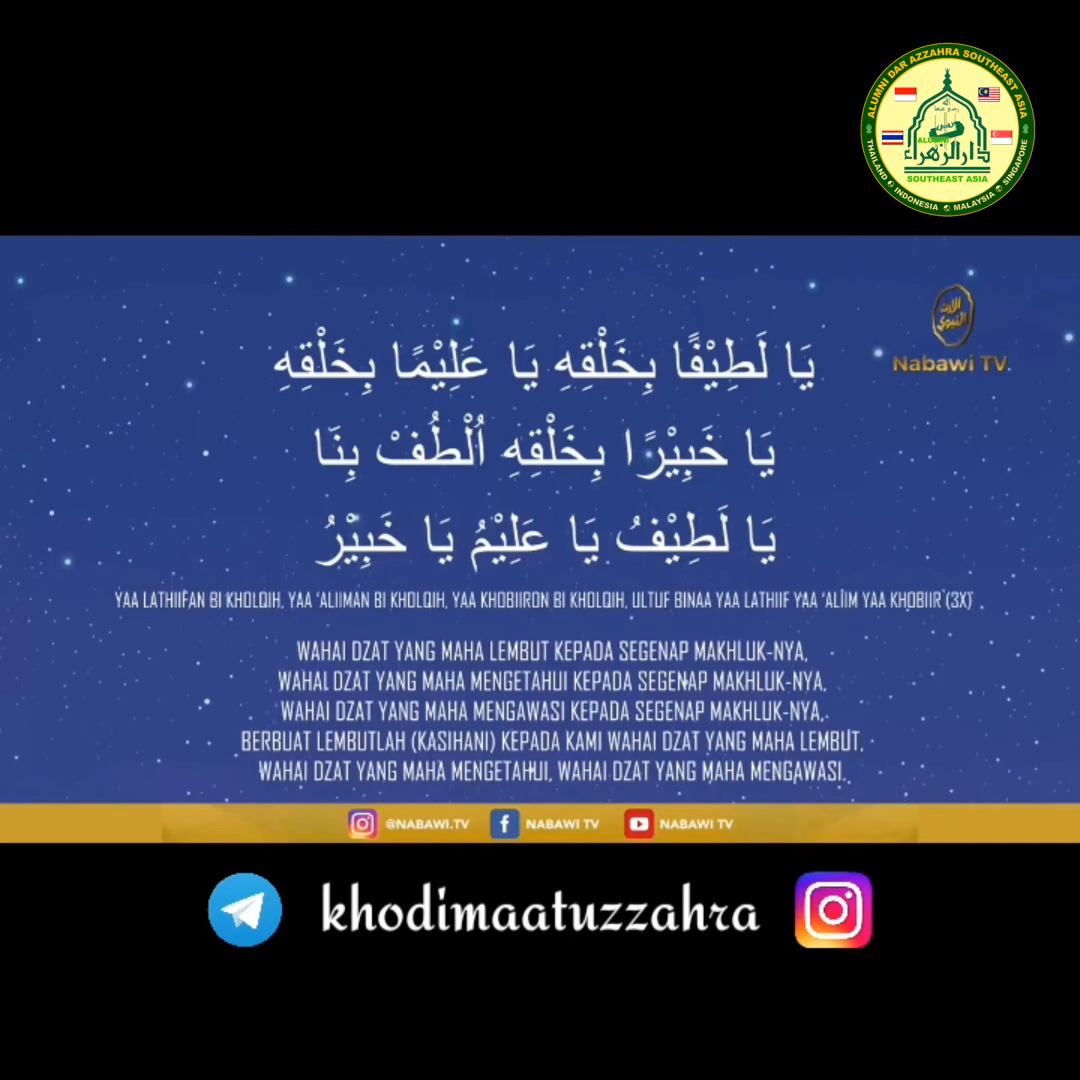 ALUMNI DAR AZZAHRA SOUTHEAST ASIA
ALUMNI
دار الزهراء
SOUTHEAST ASIA
THAILAND INDONESIA MALAYSIA SINGAPORE
Nabawi TV
يَا لَطِيْفًا بِخَلْقِهِ يَا عَلِيْمًا بِخَلْقِهِ
يَا خَبِيْرًا بِخَلْقِهِ اُلْطُفْ بِنَا
يَا لَطِيْفُ يَا عَلِيْمُ يَا خَبِيْرُ
YAA LATHIIFAN BI KHOLQIH, YAA 'ALIIMAN BI KHOLQIH, YAA KHOBIIRON BI KHOLQIH, ULTUF BINAA YAA LATHIIF YAA 'ALIIM YAA KHOBIIR (3X)
WAHAI DZAT YANG MAHA LEMBUT KEPADA SEGENAP MAKHLUK-NYA,
WAHAI DZAT YANG MAHA MENGETAHUI KEPADA SEGENAP MAKHLUK-NYA,
WAHAI DZAT YANG MAHA MENGAWASI KEPADA SEGENAP MAKHLUK-NYA,
BERBUAT LEMBUTLAH (KASIHANI) KEPADA KAMI WAHAI DZAT YANG MAHA LEMBUT,
WAHAI DZAT YANG MAHA MENGETAHUI, WAHAI DZAT YANG MAHA MENGAWASI.
@NABAWI.TV NABAWI TV NABAWI TV
khodimaatuzzahra